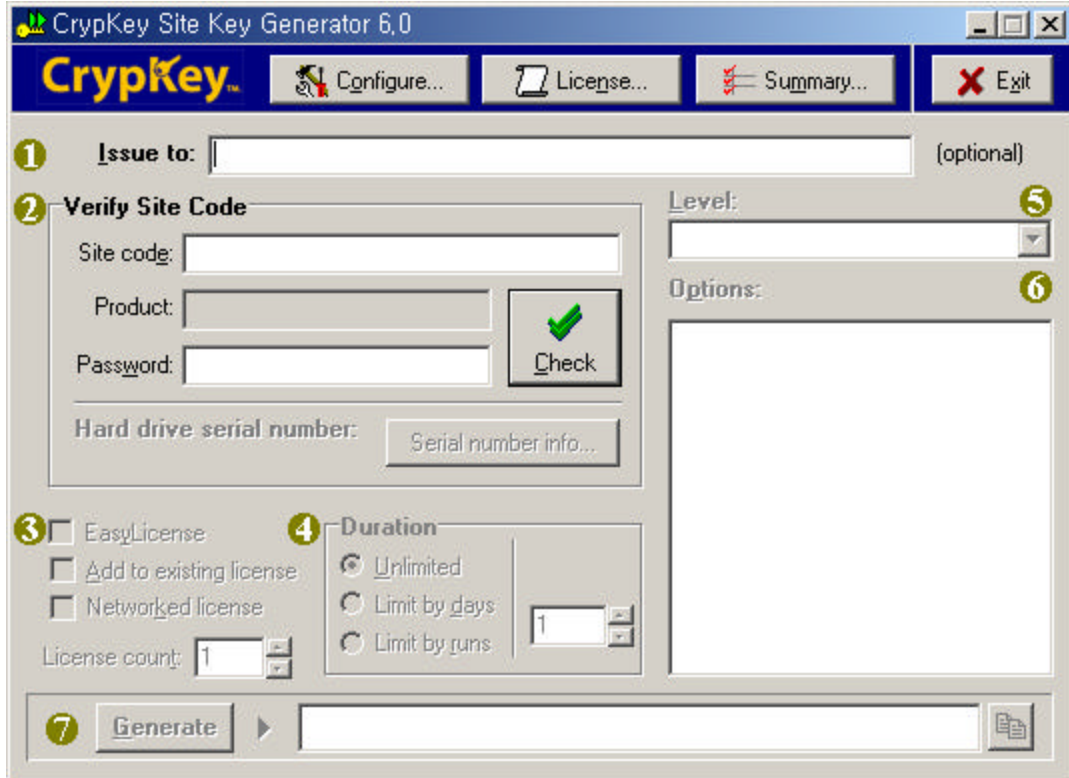 CrypKey Site Key Generator 6,0
CrypKey™ Configure... License... Summary... Exit
1 Issue to: (optional)
2 Verify Site Code
Site code:
Product:
Password:
Check
Hard drive serial number: Serial number info...
Level: 5
Options: 6
3 EasyLicense
Add to existing license
Networked license
License count: 1
4 Duration
Unlimited
Limit by days
Limit by runs
1
7 Generate